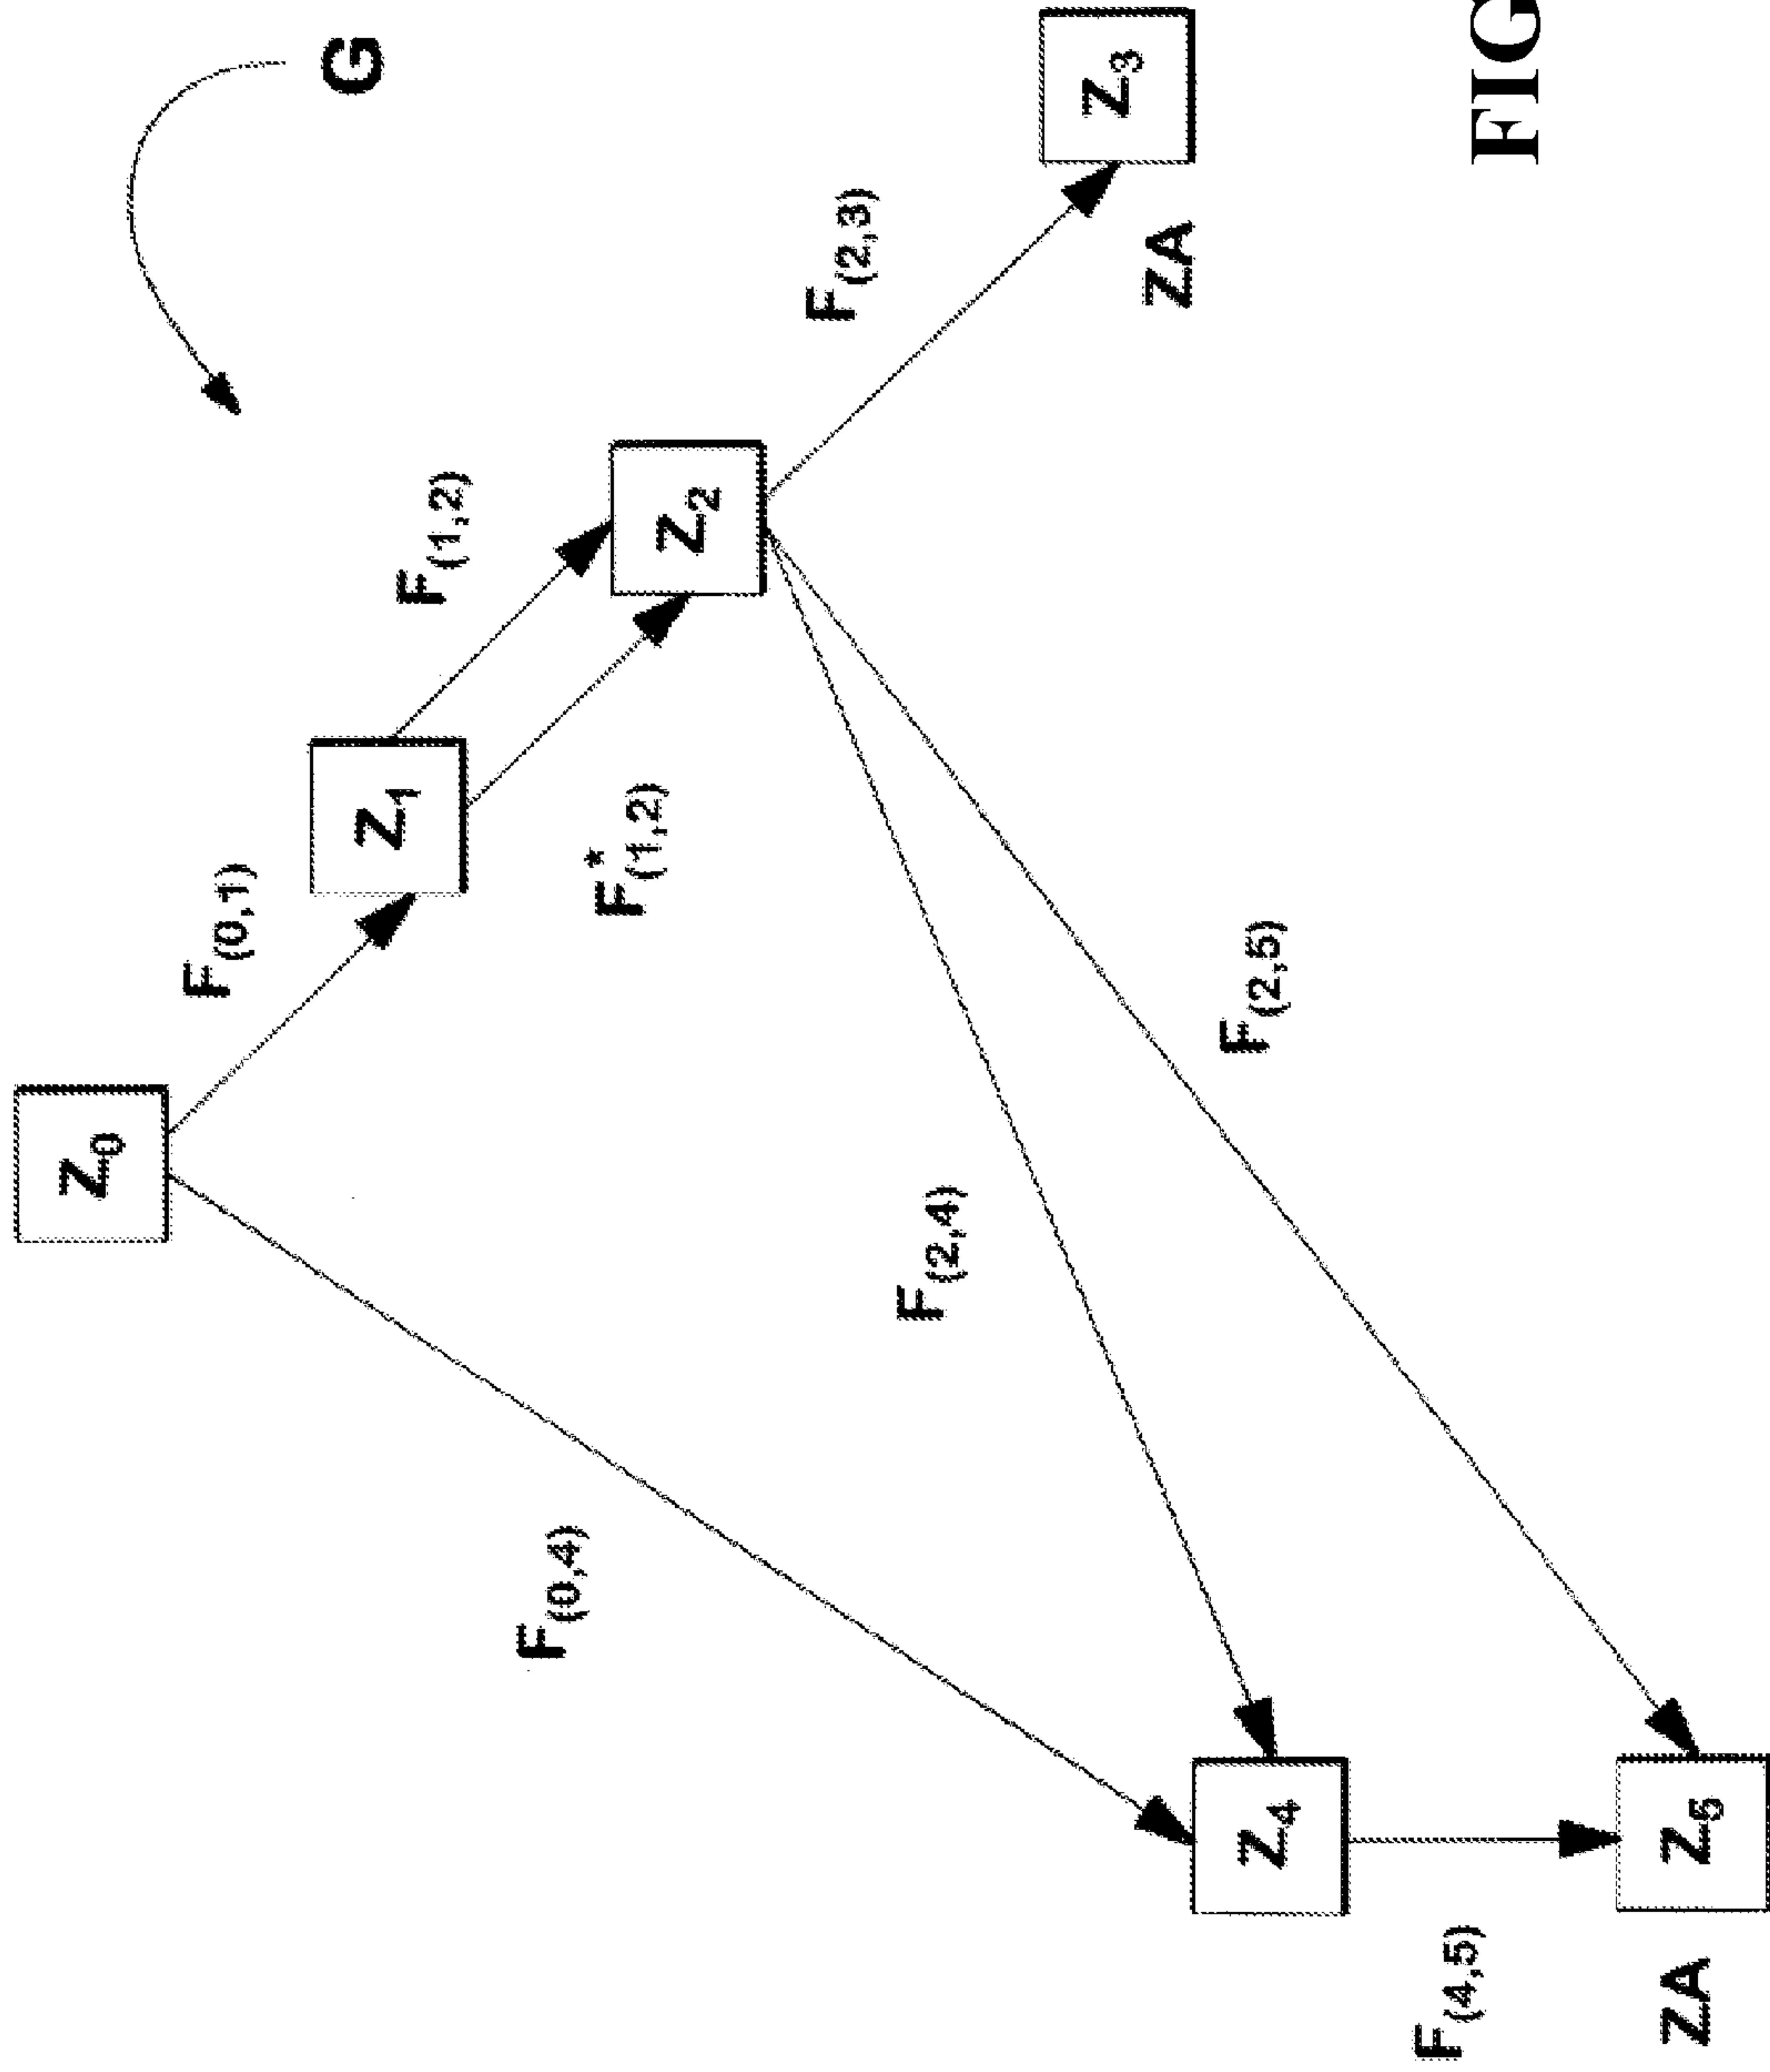 G
Z₀
F₍₀,₁₎
Z₁
F₍₁,₂₎
F*₍₁,₂₎
Z₂
F₍₂,₃₎
Z₃
ZA
F₍₀,₄₎
F₍₂,₄₎
F₍₂,₅₎
Z₄
F₍₄,₅₎
Z₅
ZA
FIG